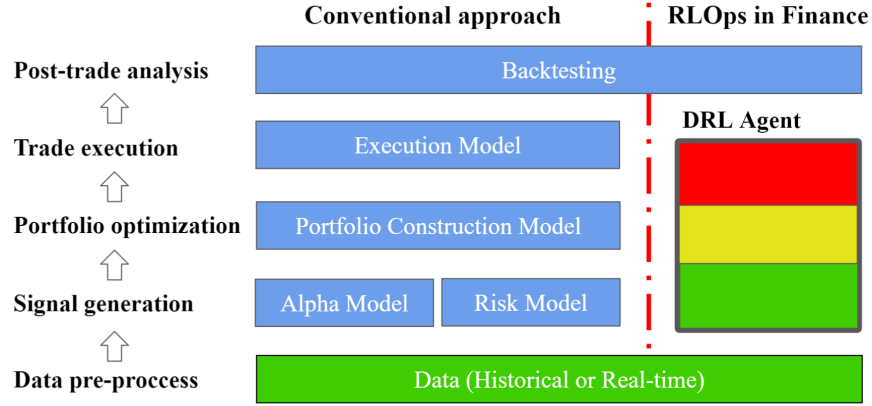 Conventional approach
RLOps in Finance
Post-trade analysis
Backtesting
DRL Agent
Trade execution
Execution Model
Portfolio optimization
Portfolio Construction Model
Signal generation
Alpha Model
Risk Model
Data pre-proccess
Data (Historical or Real-time)